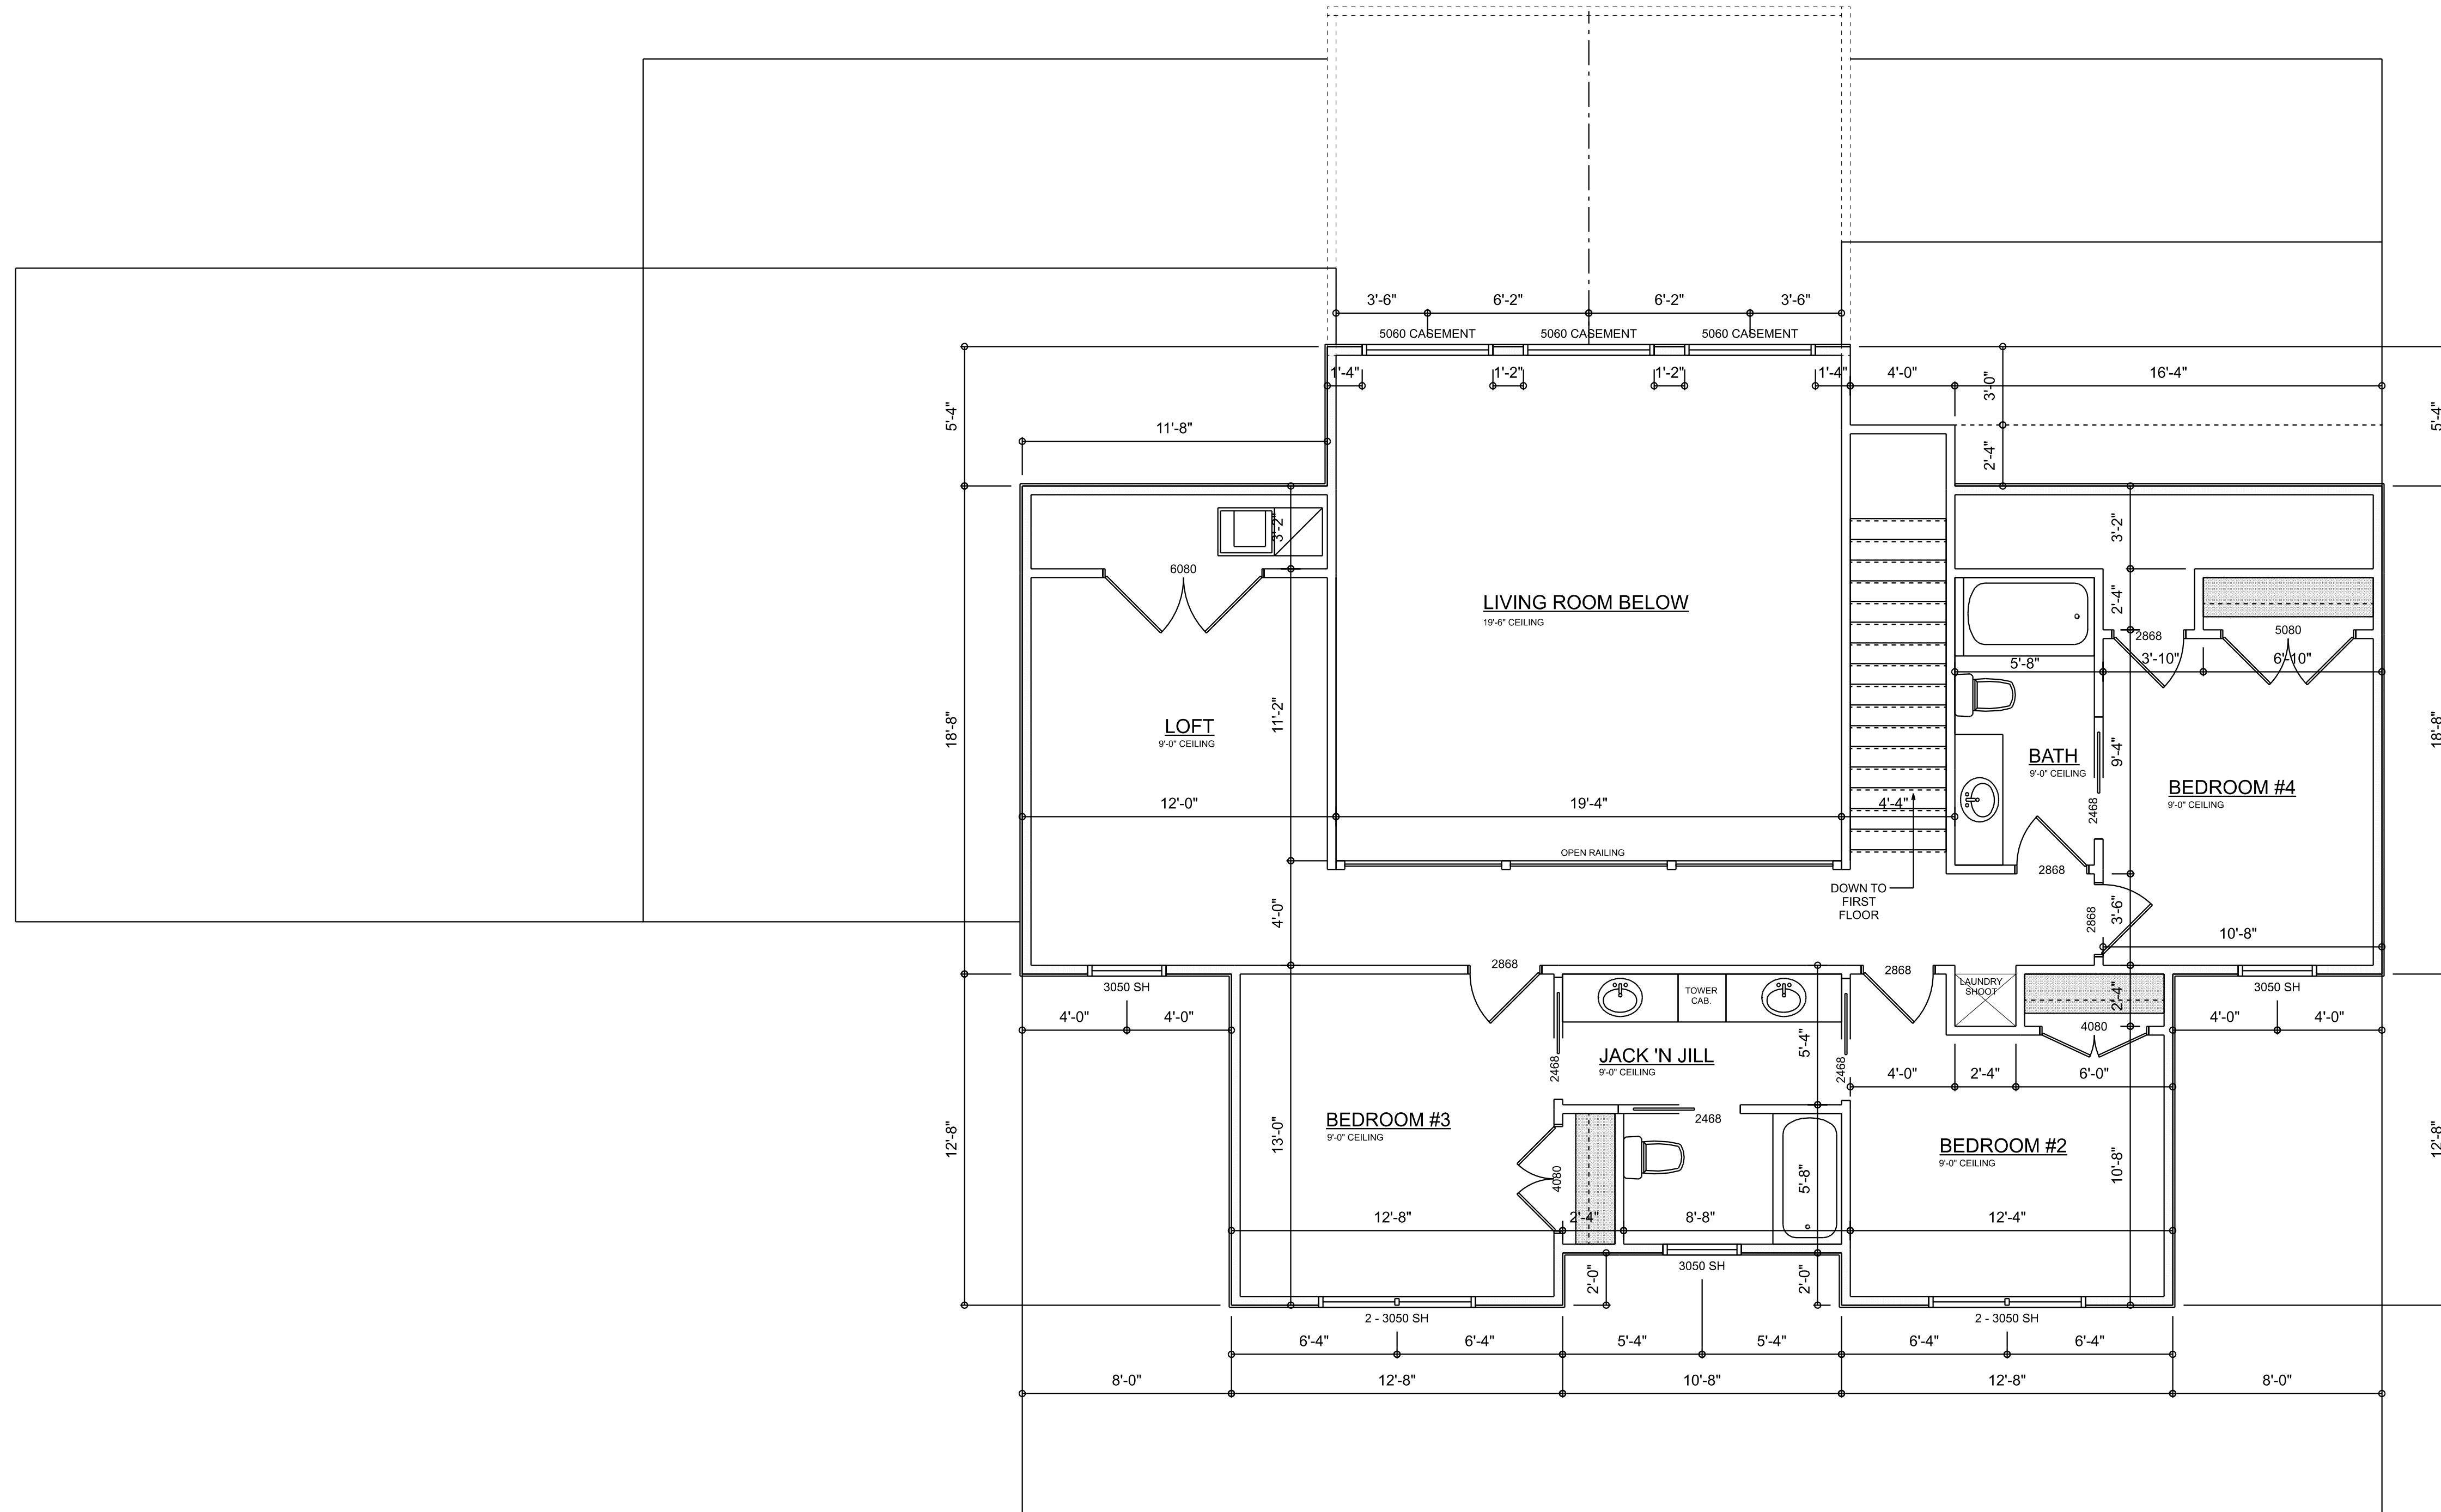 3'-6" 6'-2" 6'-2" 3'-6"
5060 CASEMENT 5060 CASEMENT 5060 CASEMENT
1'-4" 1'-2" 1'-2" 1'-4" 4'-0" 16'-4"
3'-0"
5'-4"
5'-4"
11'-8"
2'-4"
3'-2"
3'-2"
6080
2'-4"
LIVING ROOM BELOW
19'-6" CEILING
2868
5080
5'-8" 3'-10" 6'-10"
11'-2"
LOFT
9'-0" CEILING
18'-8"
18'-8"
9'-4"
BATH
9'-0" CEILING
BEDROOM #4
9'-0" CEILING
2468
12'-0" 19'-4" 4'-4"
OPEN RAILING
2868
DOWN TO
FIRST
FLOOR
4'-0"
2868
3'-6"
10'-8"
2868
2868
3050 SH
4'-0" 4'-0"
TOWER
CAB.
LAUNDRY
SHOOT
2'-4"
3050 SH
4'-0" 4'-0"
4080
5'-4"
JACK 'N JILL
9'-0" CEILING
2468
2468
4'-0" 2'-4" 6'-0"
2468
BEDROOM #3
9'-0" CEILING
12'-8"
13'-0"
BEDROOM #2
9'-0" CEILING
10'-8"
12'-8"
4080
5'-8"
12'-8" 2'-4" 8'-8" 12'-4"
3050 SH
2'-0"
2'-0"
2 - 3050 SH
2 - 3050 SH
6'-4" 6'-4" 5'-4" 5'-4" 6'-4" 6'-4"
8'-0" 12'-8" 10'-8" 12'-8" 8'-0"